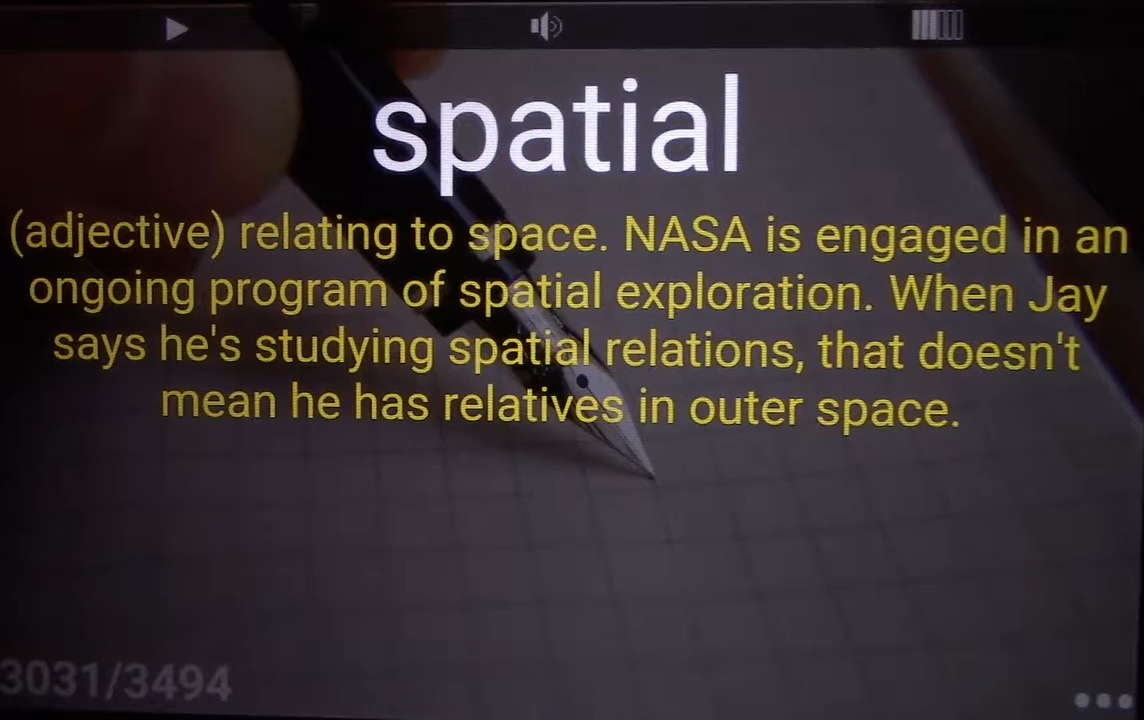 spatial
(adjective) relating to space. NASA is engaged in an
ongoing program of spatial exploration. When Jay
says he's studying spatial relations, that doesn't
mean he has relatives in outer space.
3031/3494